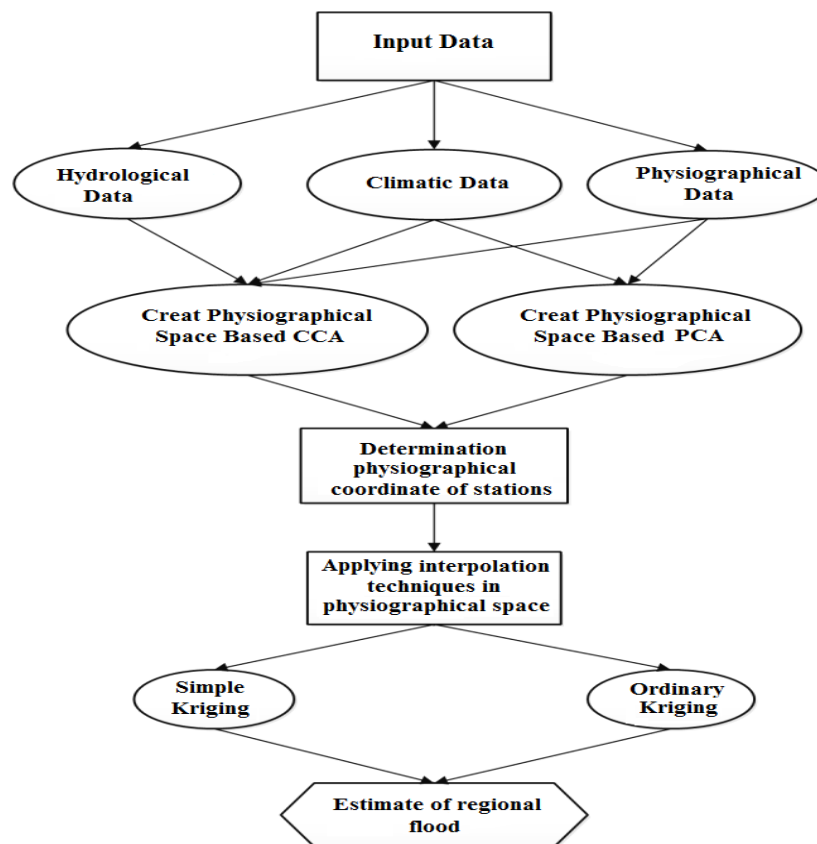 Input Data
Hydrological
Data
Climatic Data
Physiographical
Data
Creat Physiographical
Space Based CCA
Creat Physiographical
Space Based PCA
Determination
physiographical
coordinate of stations
Applying interpolation
techniques in
physiographical space
Simple
Kriging
Ordinary
Kriging
Estimate of regional
flood